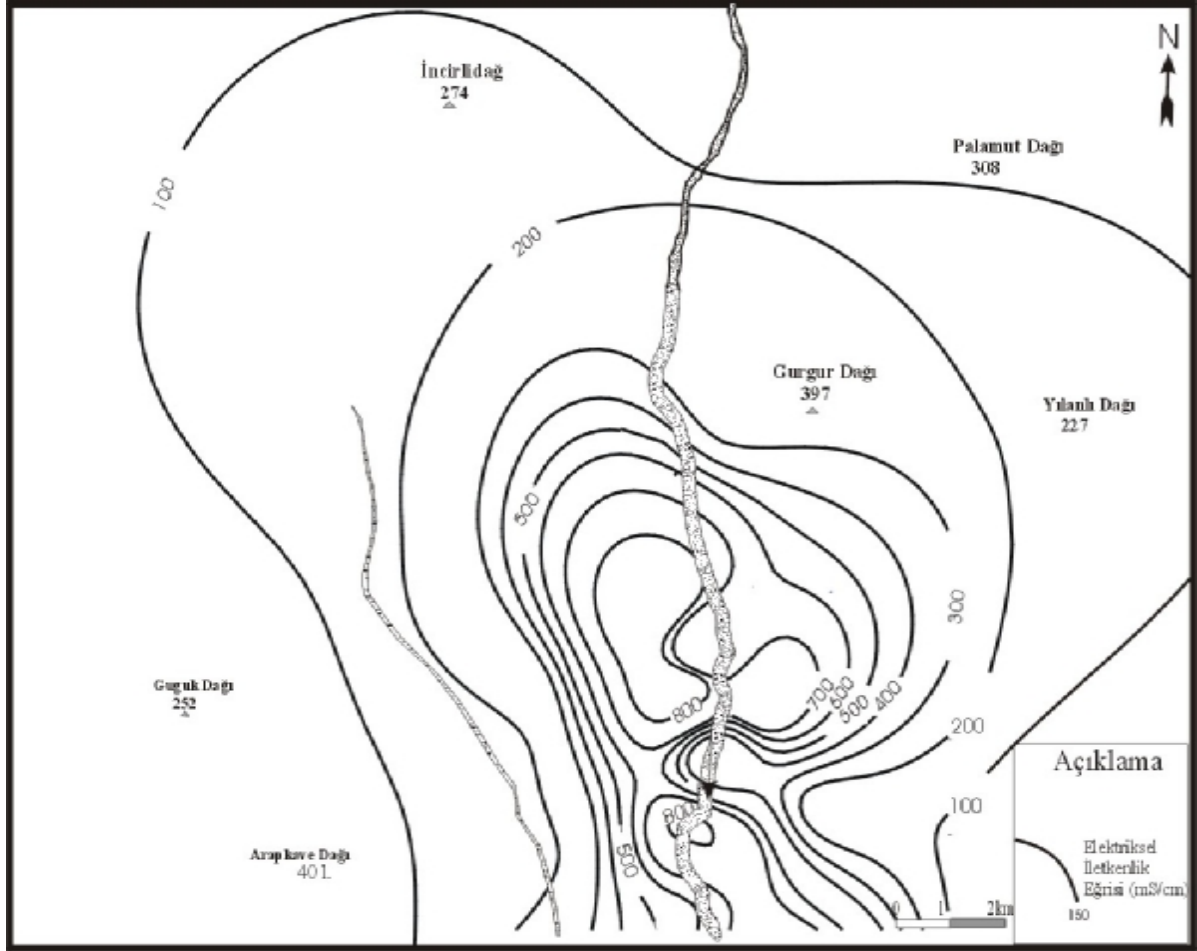 N
İncirlidağ
274
Palamut Dağı
308
100
200
Gurgur Dağı
397
Yılanlı Dağı
227
500
300
Guguk Dağı
252
800
700
600
500
400
200
Açıklama
100
800
500
Arapkave Dağı
401.
Elektriksel
İletkenlik
Eğrisi (mS/cm)
150
0 1 2km